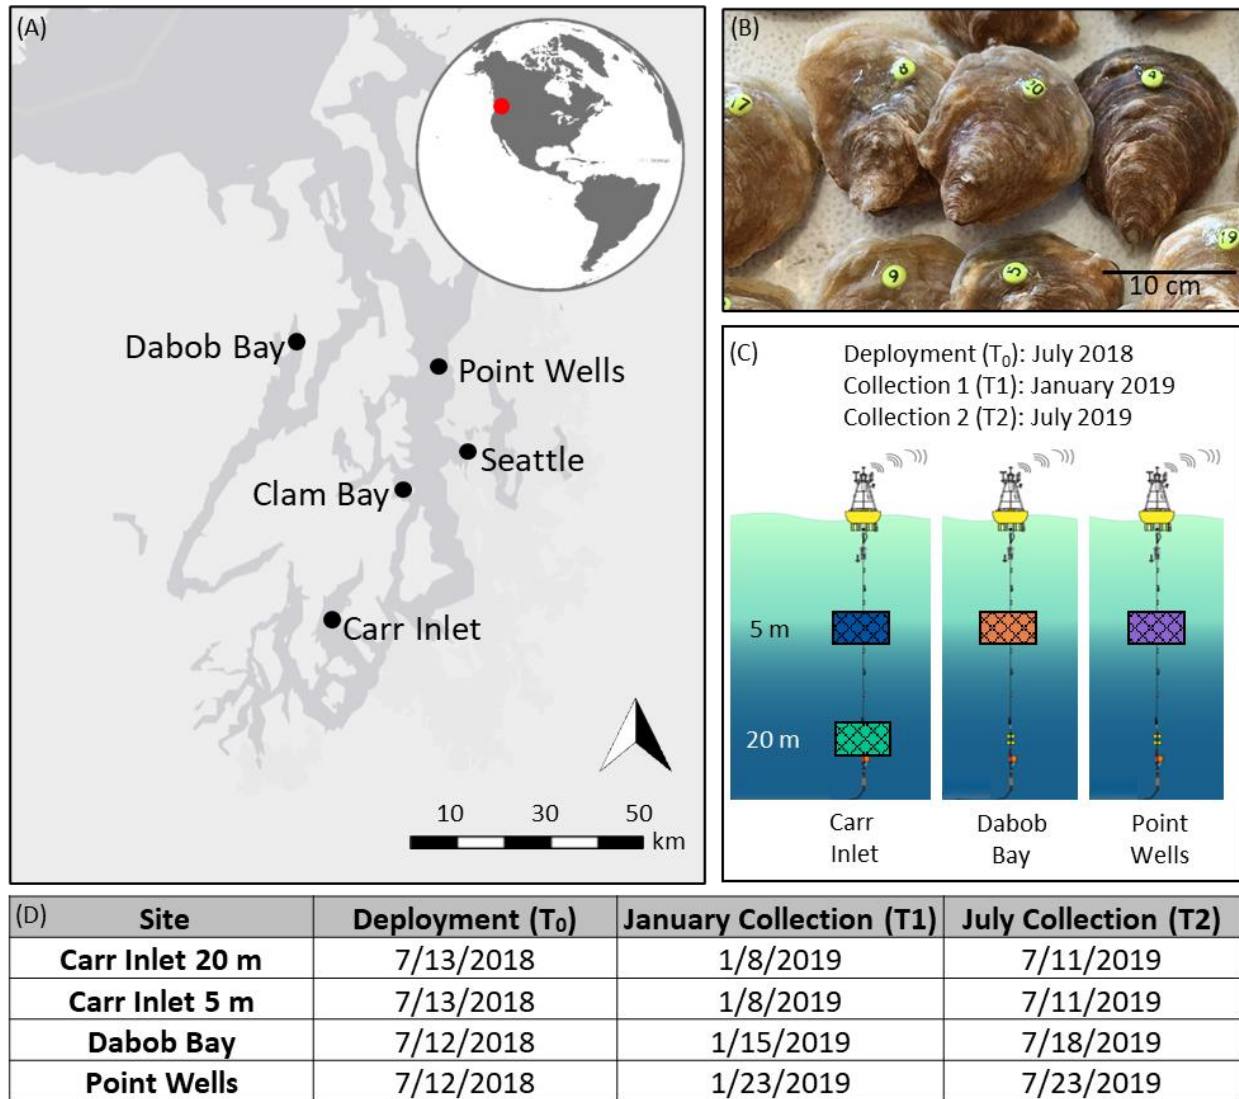 (A)
Dabob Bay
Point Wells
Seattle
Clam Bay
Carr Inlet
10 30 50
km
(B)
17
8
20
4
9
5
19
10 cm
(C)
Deployment (T₀): July 2018
Collection 1 (T1): January 2019
Collection 2 (T2): July 2019
5 m
20 m
Carr Inlet
Dabob Bay
Point Wells
(D) Site Deployment (T₀) January Collection (T1) July Collection (T2)
Carr Inlet 20 m 7/13/2018 1/8/2019 7/11/2019
Carr Inlet 5 m 7/13/2018 1/8/2019 7/11/2019
Dabob Bay 7/12/2018 1/15/2019 7/18/2019
Point Wells 7/12/2018 1/23/2019 7/23/2019